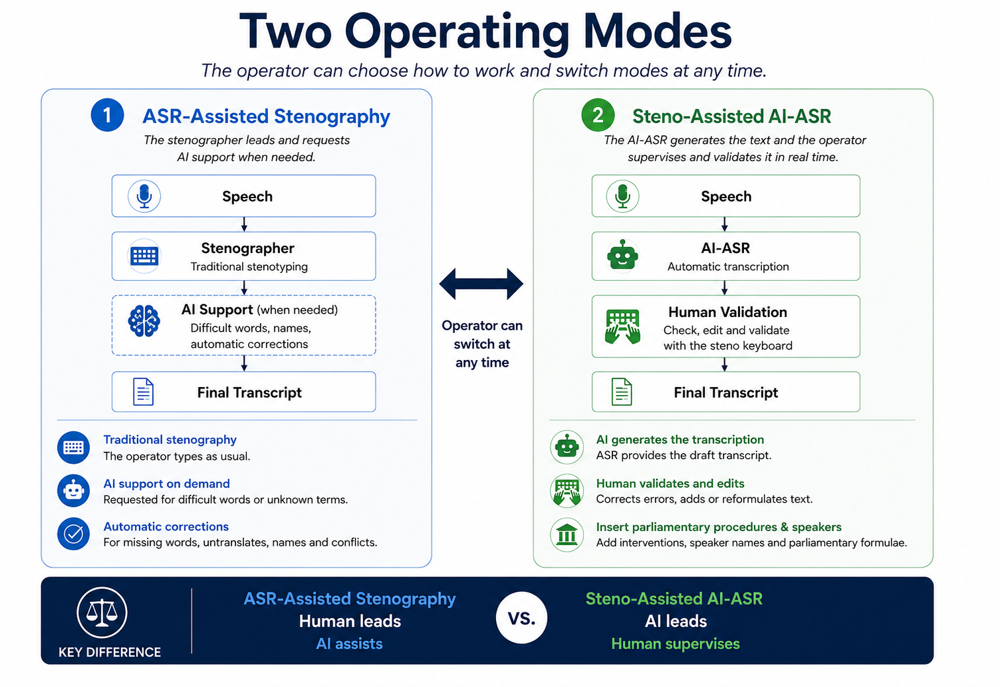 Two Operating Modes
The operator can choose how to work and switch modes at any time.
1
ASR-Assisted Stenography
The stenographer leads and requests
AI support when needed.
Speech
Stenographer
Traditional stenotyping
AI Support (when needed)
Difficult words, names,
automatic corrections
Final Transcript
Traditional stenography
The operator types as usual.
AI support on demand
Requested for difficult words or unknown terms.
Automatic corrections
For missing words, untranslates, names and conflicts.
Operator can
switch at
any time
2
Steno-Assisted AI-ASR
The AI-ASR generates the text and the operator
supervises and validates it in real time.
Speech
AI-ASR
Automatic transcription
Human Validation
Check, edit and validate
with the steno keyboard
Final Transcript
AI generates the transcription
ASR provides the draft transcript.
Human validates and edits
Corrects errors, adds or reformulates text.
Insert parliamentary procedures & speakers
Add interventions, speaker names and parliamentary formulae.
KEY DIFFERENCE
ASR-Assisted Stenography
Human leads
AI assists
VS.
Steno-Assisted AI-ASR
AI leads
Human supervises